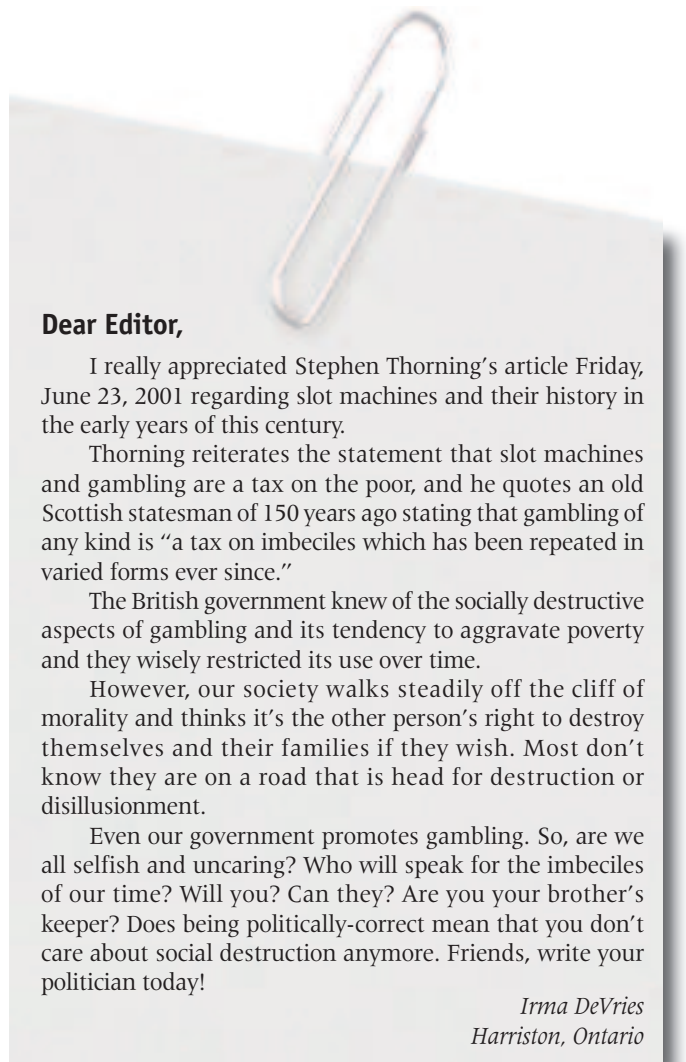 Dear Editor,
I really appreciated Stephen Thorning’s article Friday,
June 23, 2001 regarding slot machines and their history in
the early years of this century.
Thorning reiterates the statement that slot machines
and gambling are a tax on the poor, and he quotes an old
Scottish statesman of 150 years ago stating that gambling of
any kind is “a tax on imbeciles which has been repeated in
varied forms ever since.”
The British government knew of the socially destructive
aspects of gambling and its tendency to aggravate poverty
and they wisely restricted its use over time.
However, our society walks steadily off the cliff of
morality and thinks it’s the other person’s right to destroy
themselves and their families if they wish. Most don’t
know they are on a road that is head for destruction or
disillusionment.
Even our government promotes gambling. So, are we
all selfish and uncaring? Who will speak for the imbeciles
of our time? Will you? Can they? Are you your brother’s
keeper? Does being politically-correct mean that you don’t
care about social destruction anymore. Friends, write your
politician today!
Irma DeVries
Harriston, Ontario